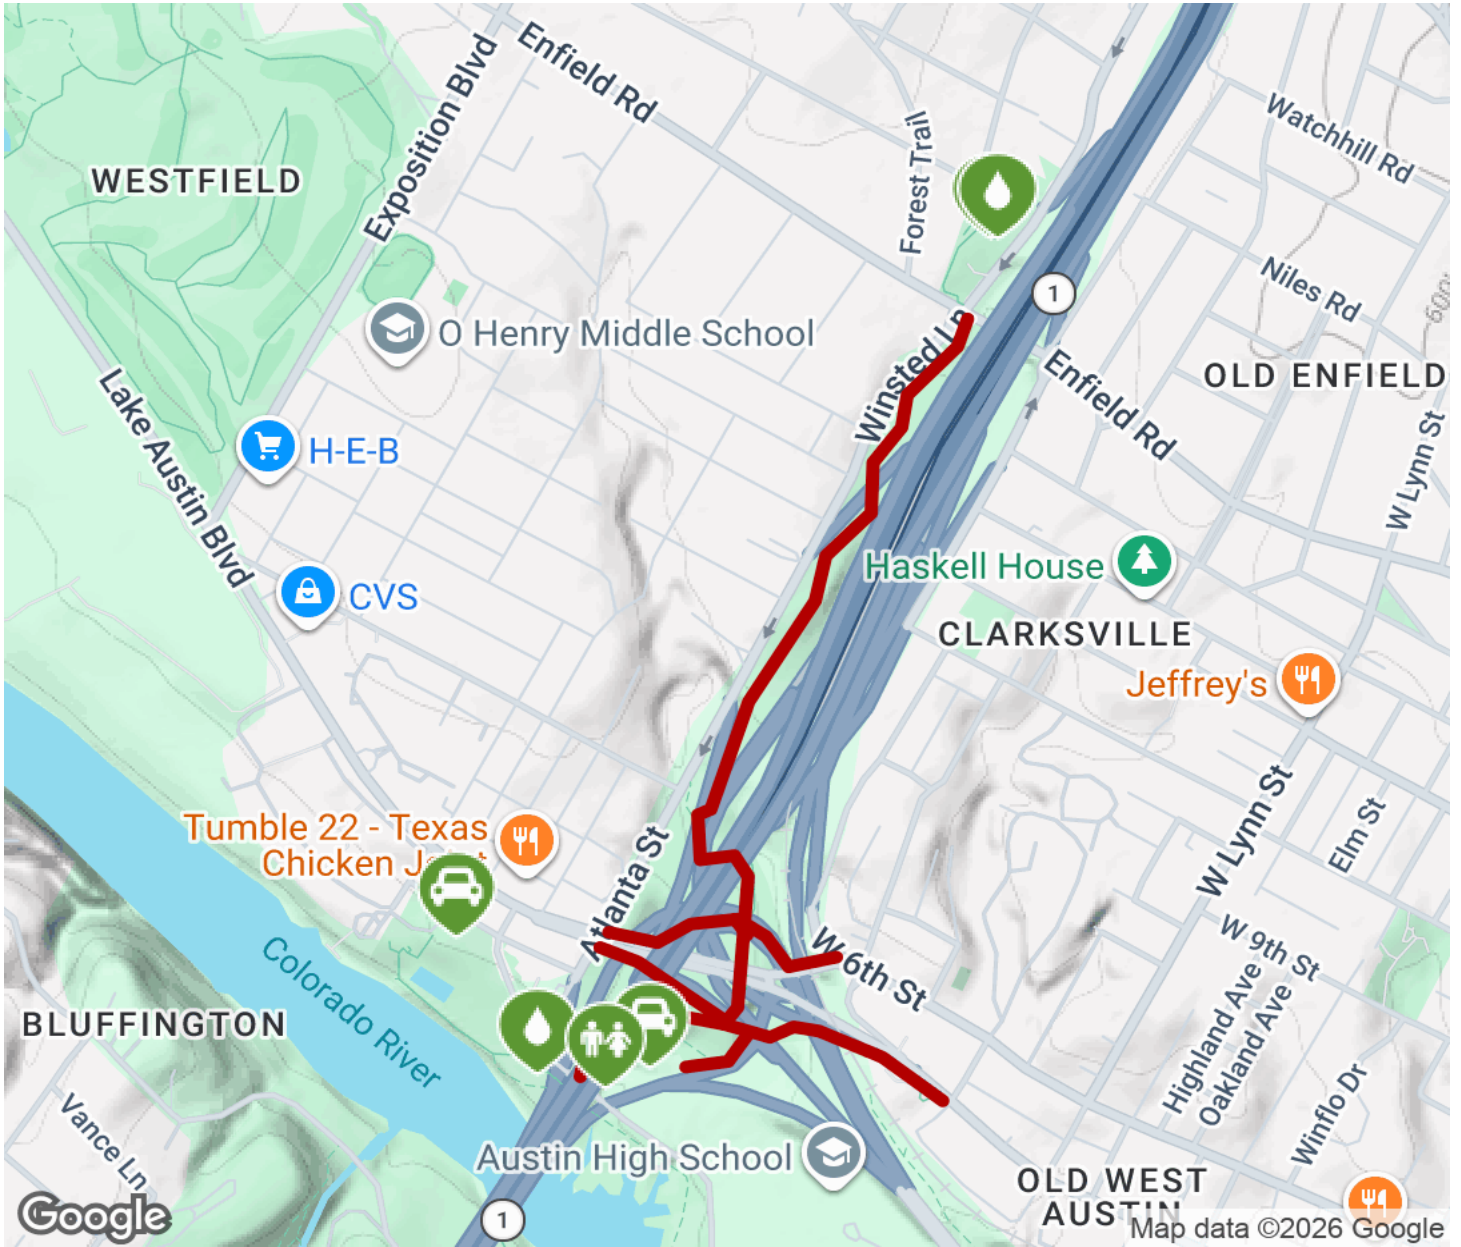 Enfield Rd
Exposition Blvd
Watchhill Rd
Forest Trail
WESTFIELD
Niles Rd
1
O Henry Middle School
Winsted Ln
Enfield Rd
OLD ENFIELD
Lake Austin Blvd
H-E-B
W Lynn St
Haskell House
CVS
CLARKSVILLE
Jeffrey's
Tumble 22 - Texas
Chicken
Atlanta St
W Lynn St
Elm St
W 6th St
W 9th St
Colorado River
BLUFFINGTON
Highland Ave
Oakland Ave
Winflo Dr
Vance Ln
Austin High School
OLD WEST
AUSTIN
1
Google
Map data ©2026 Google